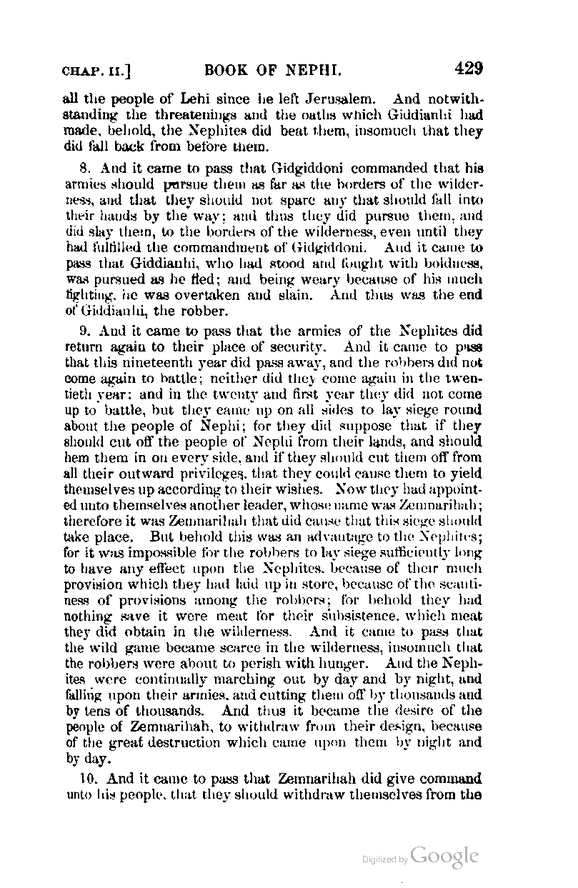 CHAP. II.] BOOK OF NEPHI. 429
all the people of Lehi since he left Jerusalem. And notwith-
standing the threatenings and the oaths which Giddianhi had
made, behold, the Nephites did beat them, insomuch that they
did fall back from before them.
8. And it came to pass that Gidgiddoni commanded that his
armies should pursue them as far as the borders of the wilder-
ness, and that they should not spare any that should fall into
their hands by the way; and thus they did pursue them, and
did slay them, to the borders of the wilderness, even until they
had fulfilled the commandment of Gidgiddoni. And it came to
pass that Giddianhi, who had stood and fought with boldness,
was pursued as he fled; and being weary because of his much
fighting, he was overtaken and slain. And thus was the end
of Giddianhi, the robber.
9. And it came to pass that the armies of the Nephites did
return again to their place of security. And it came to pass
that this nineteenth year did pass away, and the robbers did not
come again to battle; neither did they come again in the twen-
tieth year: and in the twenty and first year they did not come
up to battle, but they came up on all sides to lay siege round
about the people of Nephi; for they did suppose that if they
should cut off the people of Nephi from their lands, and should
hem them in on every side, and if they should cut them off from
all their outward privileges, that they could cause them to yield
themselves up according to their wishes. Now they had appoint-
ed unto themselves another leader, whose name was Zemnarihah;
therefore it was Zemnarihah that did cause that this siege should
take place. But behold this was an advantage to the Nephites;
for it was impossible for the robbers to lay siege sufficiently long
to have any effect upon the Nephites, because of their much
provision which they had laid up in store, because of the scanti-
ness of provisions among the robbers; for behold they had
nothing save it were meat for their subsistence, which meat
they did obtain in the wilderness. And it came to pass that
the wild game became scarce in the wilderness, insomuch that
the robbers were about to perish with hunger. And the Neph-
ites were continually marching out by day and by night, and
falling upon their armies, and cutting them off by thousands and
by tens of thousands. And thus it became the desire of the
people of Zemnarihah, to withdraw from their design, because
of the great destruction which came upon them by night and
by day.
10. And it came to pass that Zemnarihah did give command
unto his people, that they should withdraw themselves from the
Digitized by Google